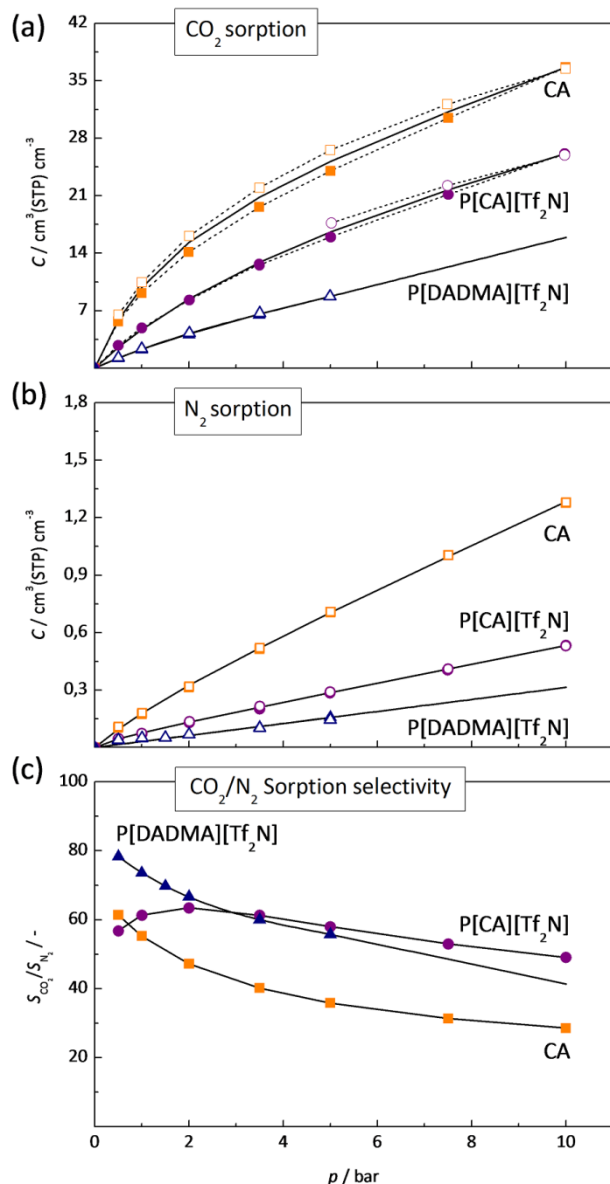 (a)
CO₂ sorption
42
35
28
21
14
7
C / cm³(STP) cm⁻³
CA
P[CA][Tf₂N]
P[DADMA][Tf₂N]
(b)
N₂ sorption
1,8
1,5
1,2
0,9
0,6
0,3
C / cm³(STP) cm⁻³
CA
P[CA][Tf₂N]
P[DADMA][Tf₂N]
(c)
CO₂/N₂ Sorption selectivity
100
80
60
40
20
S_CO₂/S_N₂ / -
P[DADMA][Tf₂N]
P[CA][Tf₂N]
CA
0 2 4 6 8 10
p / bar